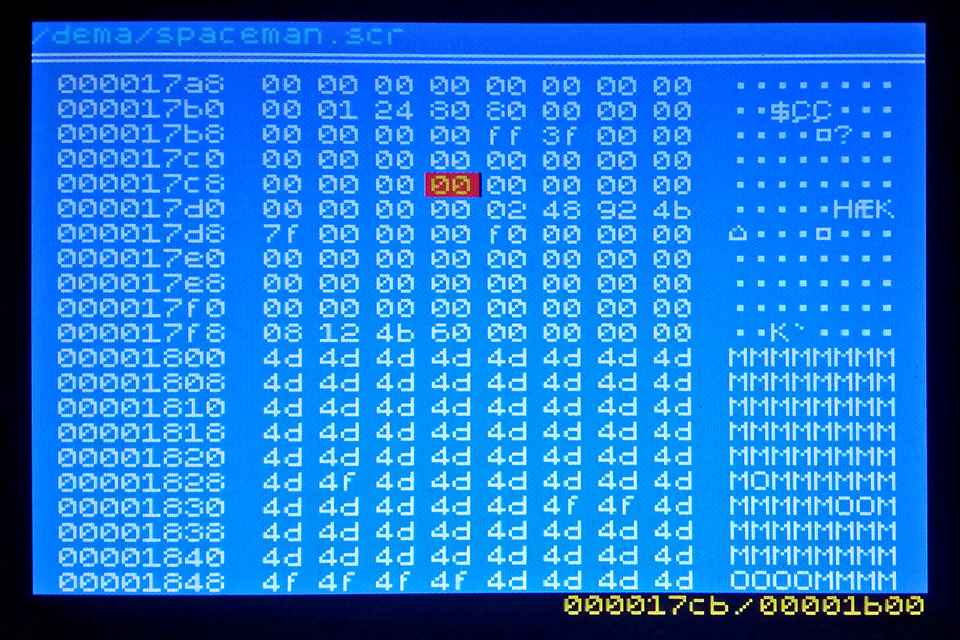 /dema/spaceman.scr
000017a8 00 00 00 00 00 00 00 00 ........
000017b0 00 01 24 80 80 00 00 00 ..$ÇÇ...
000017b8 00 00 00 00 ff 3f 00 00 ....¤?..
000017c0 00 00 00 00 00 00 00 00 ........
000017c8 00 00 00 00 00 00 00 00 ........
000017d0 00 00 00 00 02 48 92 4b .....HÆK
000017d8 7f 00 00 00 f0 00 00 00 ⌂...¤...
000017e0 00 00 00 00 00 00 00 00 ........
000017e8 00 00 00 00 00 00 00 00 ........
000017f0 00 00 00 00 00 00 00 00 ........
000017f8 08 12 4b 60 00 00 00 00 ..K`....
00001800 4d 4d 4d 4d 4d 4d 4d 4d MMMMMMMM
00001808 4d 4d 4d 4d 4d 4d 4d 4d MMMMMMMM
00001810 4d 4d 4d 4d 4d 4d 4d 4d MMMMMMMM
00001818 4d 4d 4d 4d 4d 4d 4d 4d MMMMMMMM
00001820 4d 4d 4d 4d 4d 4d 4d 4d MMMMMMMM
00001828 4d 4f 4d 4d 4d 4d 4d 4d MOMMMMMM
00001830 4d 4d 4d 4d 4d 4f 4f 4d MMMMMOOM
00001838 4d 4d 4d 4d 4d 4d 4d 4d MMMMMMMM
00001840 4d 4d 4d 4d 4d 4d 4d 4d MMMMMMMM
00001848 4f 4f 4f 4f 4d 4d 4d 4d OOOOMMMM
000017cb/00001b00